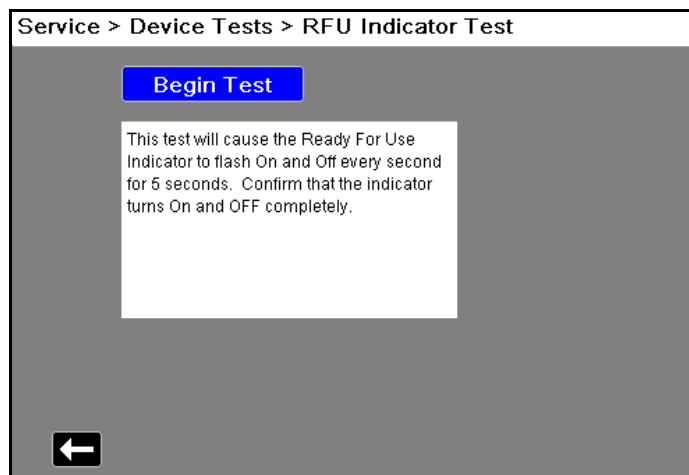 Service > Device Tests > RFU Indicator Test
Begin Test
This test will cause the Ready For Use
Indicator to flash On and Off every second
for 5 seconds.  Confirm that the indicator
turns On and OFF completely.